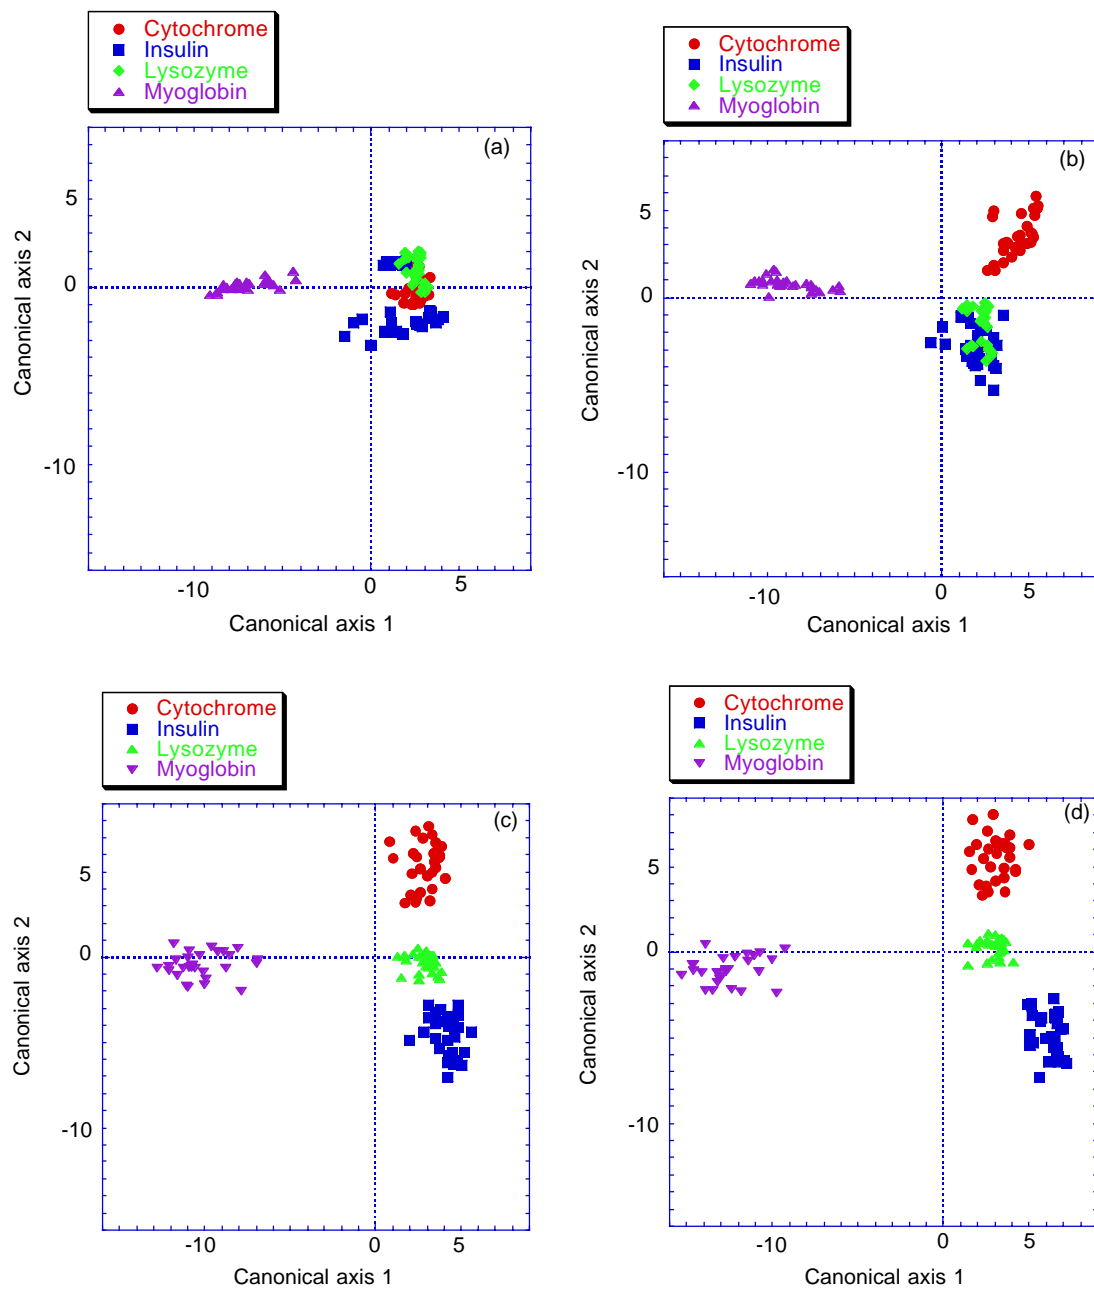 Cytochrome
Insulin
Lysozyme
Myoglobin
(a)
5
0
-10
Canonical axis 2
-10
0
5
Canonical axis 1
Cytochrome
Insulin
Lysozyme
Myoglobin
(b)
5
0
-10
Canonical axis 2
-10
0
5
Canonical axis 1
Cytochrome
Insulin
Lysozyme
Myoglobin
(c)
5
0
-10
Canonical axis 2
-10
0
5
Canonical axis 1
Cytochrome
Insulin
Lysozyme
Myoglobin
(d)
5
0
-10
Canonical axis 2
-10
0
5
Canonical axis 1